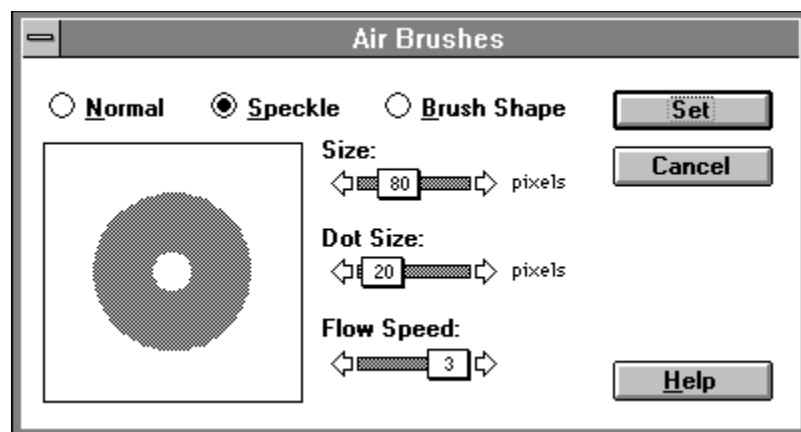 Air Brushes
Normal Speckle Brush Shape Set
Size: Cancel
80 pixels
Dot Size:
20 pixels
Flow Speed:
3
Help